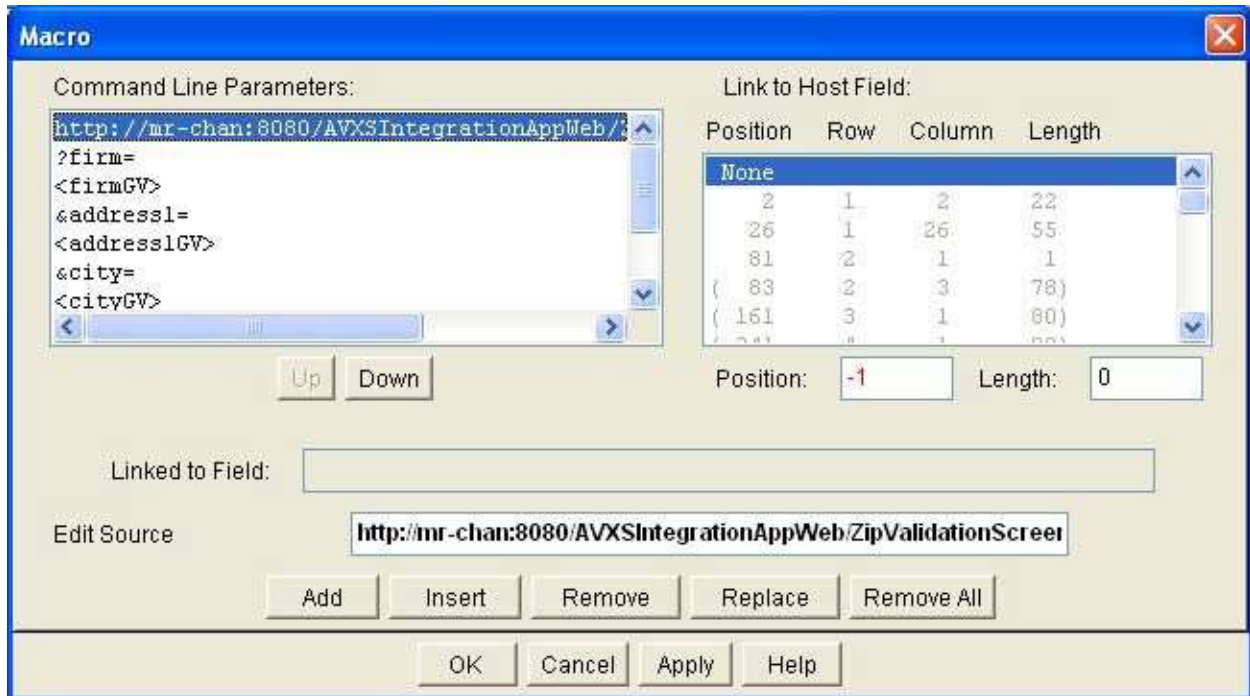 Macro
Command Line Parameters:
http://mr-chan:8080/AVXSIntegrationAppWeb/
?firm=
<firmGV>
&address1=
<address1GV>
&city=
<cityGV>
Up Down
Link to Host Field:
Position Row Column Length
None
2 1 2 22
26 1 26 55
81 2 1 1
( 83 2 3 78)
( 161 3 1 80)
Position: -1 Length: 0
Linked to Field:
Edit Source http://mr-chan:8080/AVXSIntegrationAppWeb/ZipValidationScreen
Add Insert Remove Replace Remove All
OK Cancel Apply Help